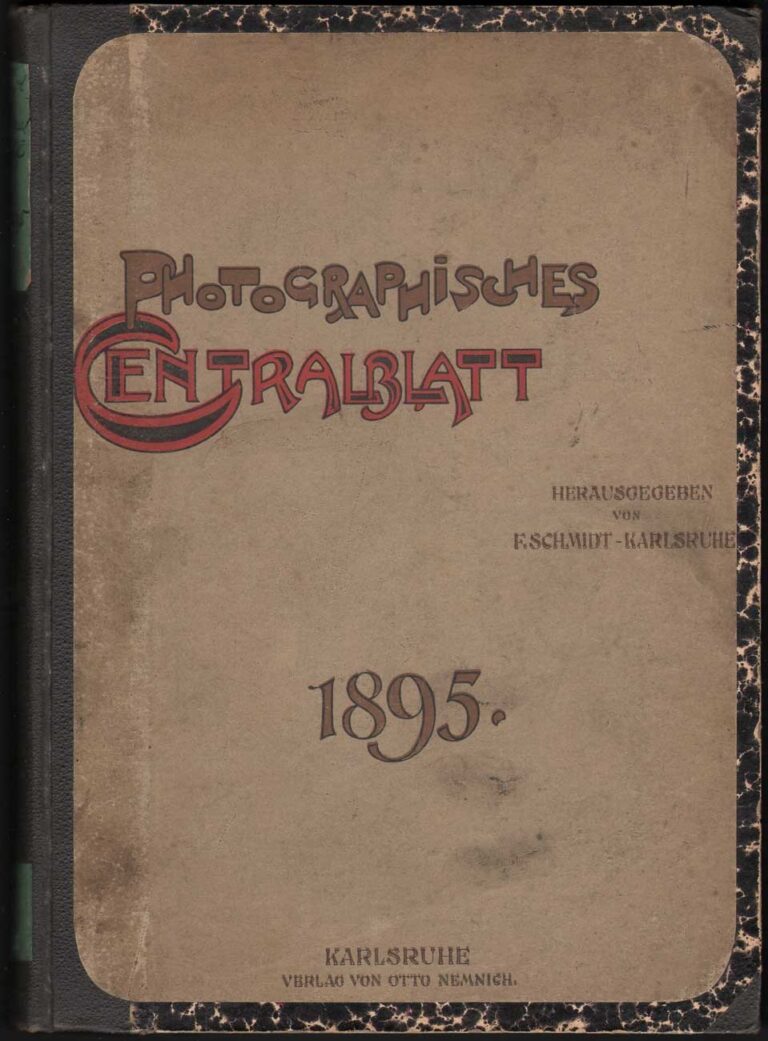 PHOTOGRAPHISCHES
CENTRALBLATT
HERAUSGEGEBEN
VON
F. SCHMIDT-KARLSRUHE
1895.
KARLSRUHE
VERLAG VON OTTO NEMNICH.